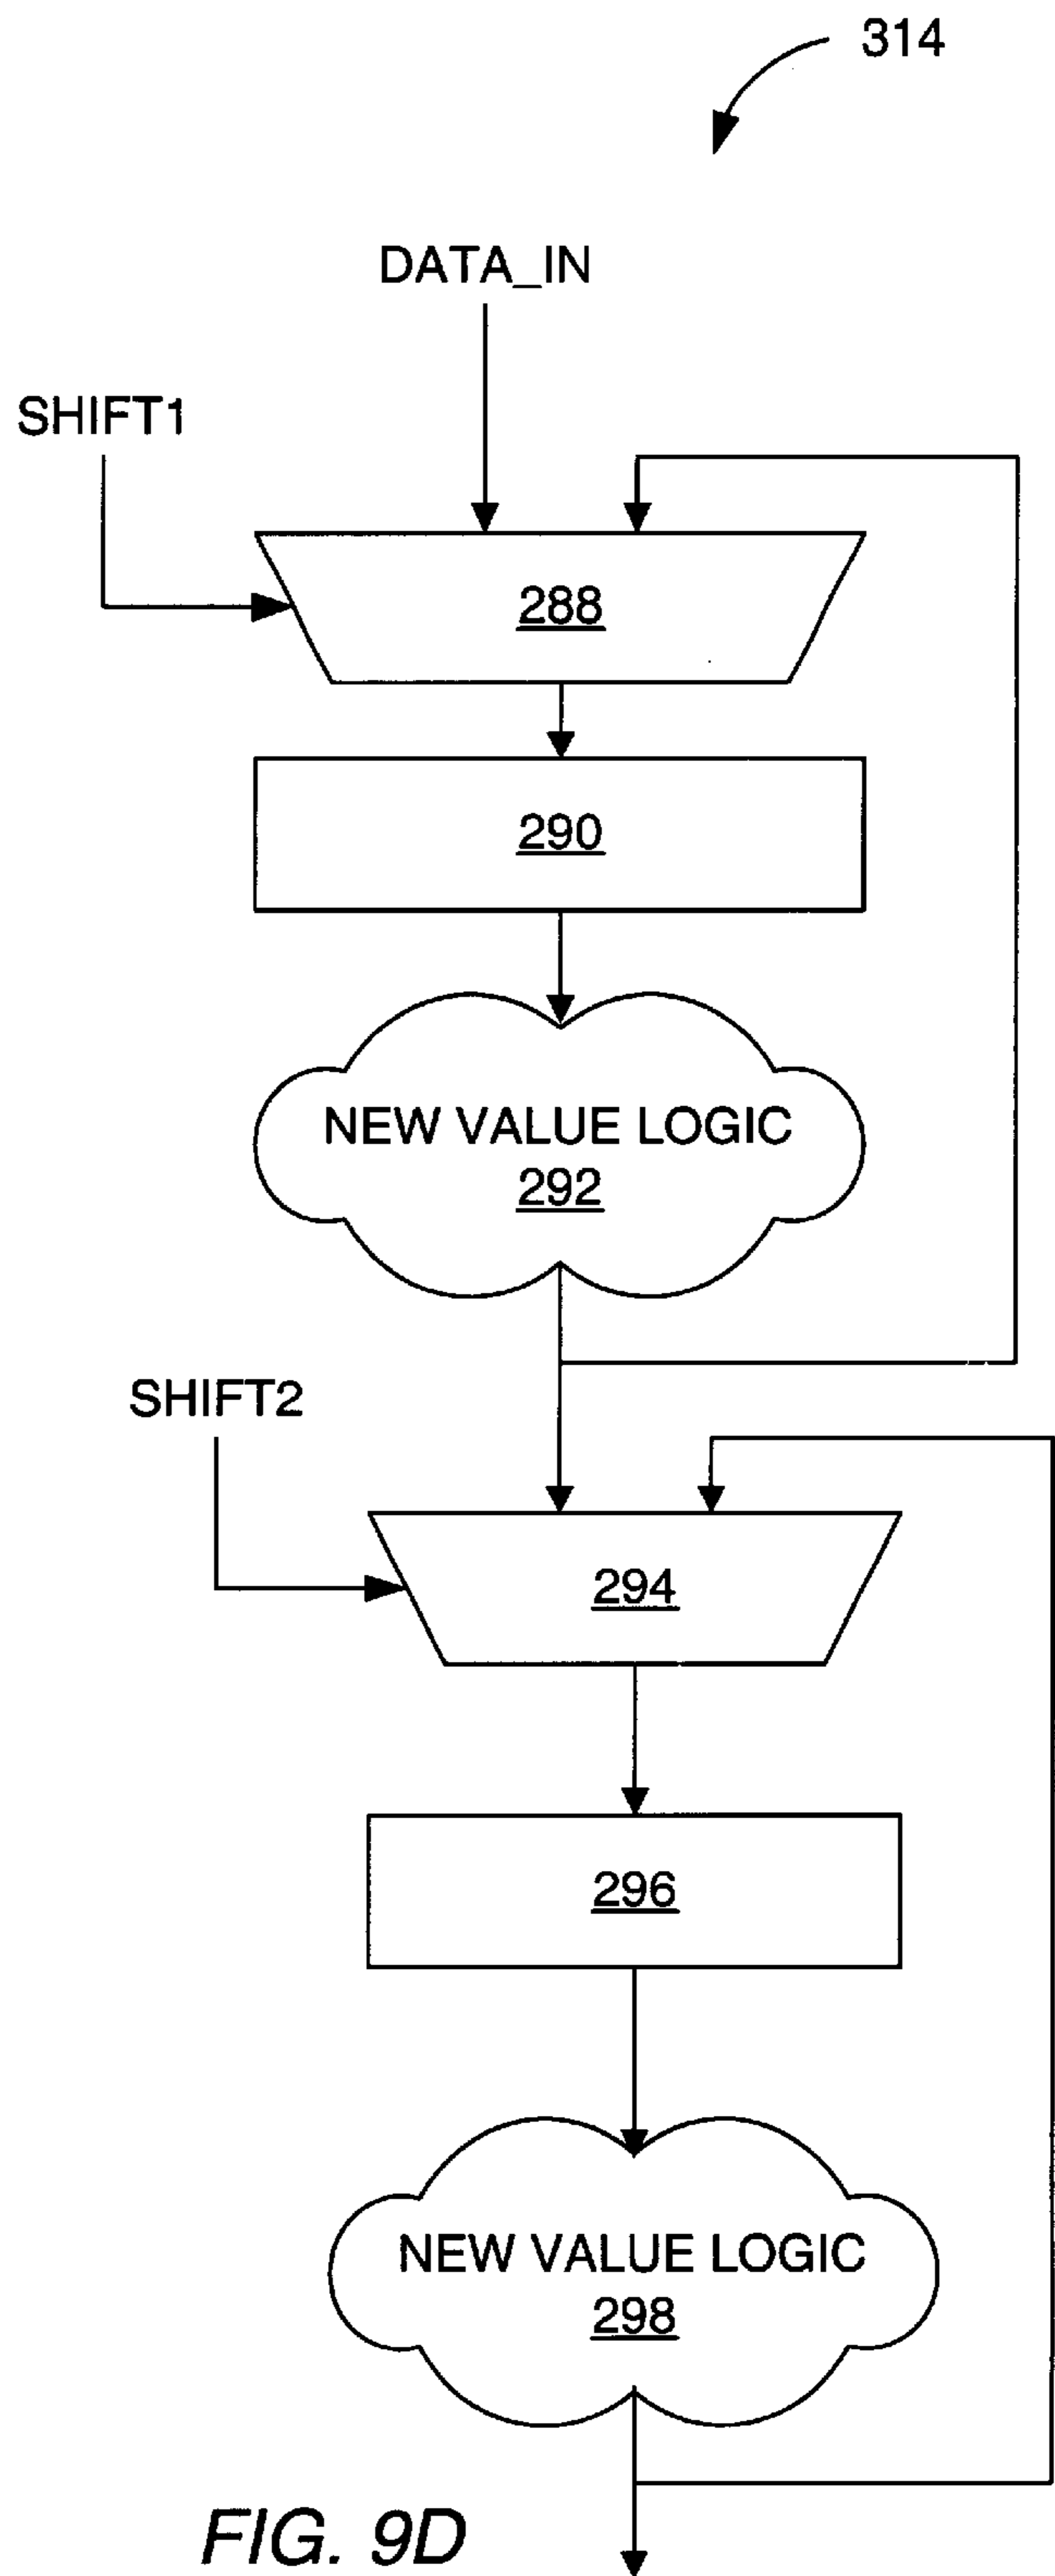 314
DATA_IN
SHIFT1
288
290
NEW VALUE LOGIC
292
SHIFT2
294
296
NEW VALUE LOGIC
298
FIG. 9D